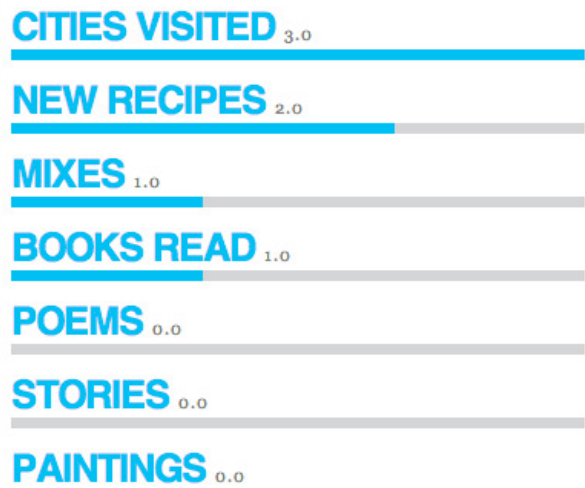 CITIES VISITED 3.0
NEW RECIPES 2.0
MIXES 1.0
BOOKS READ 1.0
POEMS 0.0
STORIES 0.0
PAINTINGS 0.0